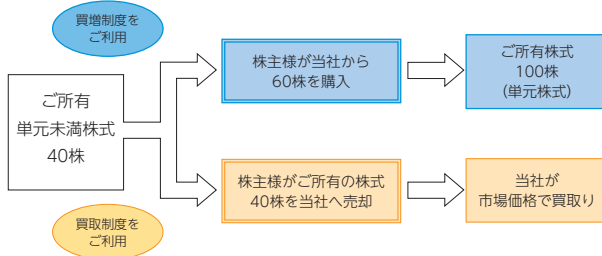 買増制度を
ご利用
ご所有
単元未満株式
40株
株主様が当社から
60株を購入
ご所有株式
100株
(単元株式)
株主様がご所有の株式
40株を当社へ売却
当社が
市場価格で買取り
買取制度を
ご利用